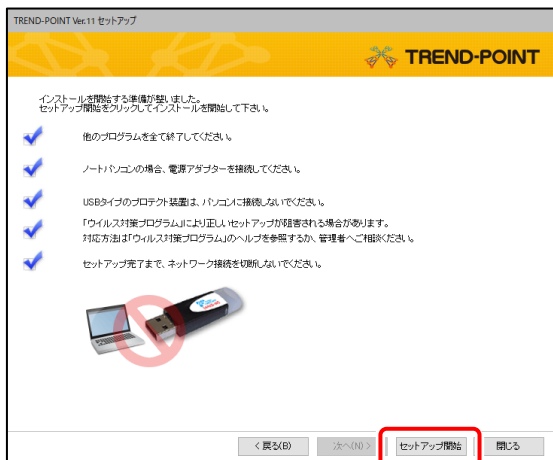 TREND-POINT Ver.11 セットアップ
TREND-POINT
インストールを開始する準備が整いました。
セットアップ開始をクリックしてインストールを開始して下さい。
他のプログラムを全て終了してください。
ノートパソコンの場合、電源アダプターを接続してください。
USBタイプのプロテクト装置は、パソコンに接続しないでください。
「ウイルス対策プログラム」により正しいセットアップが阻害される場合があります。
対応方法は「ウィルス対策プログラム」のヘルプを参照するか、管理者へご相談ください。
セットアップ完了まで、ネットワーク接続を切断しないでください。
< 戻る(B) 次へ(N) > セットアップ開始 閉じる